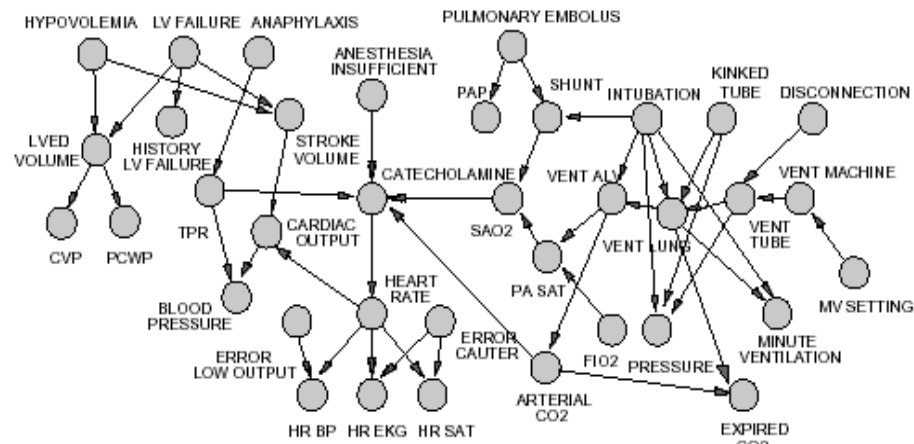 HYPOVOLEMIA
LV FAILURE
ANAPHYLAXIS
PULMONARY EMBOLUS
ANESTHESIA
INSUFFICIENT
PAP
SHUNT
INTUBATION
KINKED
TUBE
DISCONNECTION
LVED
VOLUME
HISTORY
LV FAILURE
STROKE
VOLUME
CATECHOLAMINE
VENT ALV
VENT MACHINE
CVP
PCWP
TPR
CARDIAC
OUTPUT
SAO2
VENT LUNG
VENT
TUBE
BLOOD
PRESSURE
HEART
RATE
PA SAT
MV SETTING
ERROR
LOW OUTPUT
ERROR
CAUTER
FIO2
PRESSURE
MINUTE
VENTILATION
HR BP
HR EKG
HR SAT
ARTERIAL
CO2
EXPIRED
CO2